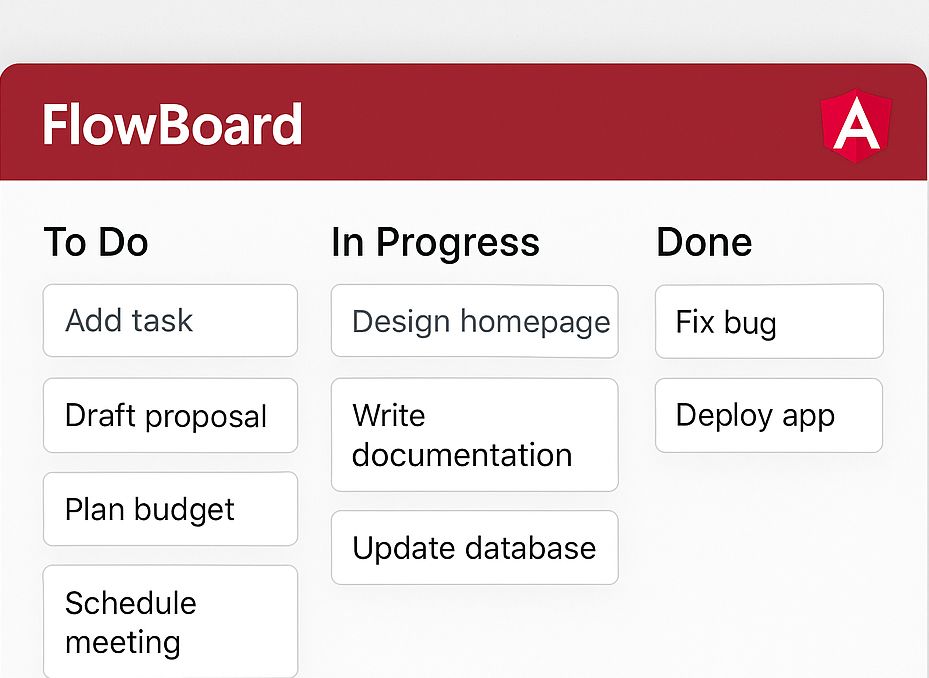 FlowBoard
To Do
Add task
Draft proposal
Plan budget
Schedule
meeting
In Progress
Design homepage
Write
documentation
Update database
Done
Fix bug
Deploy app